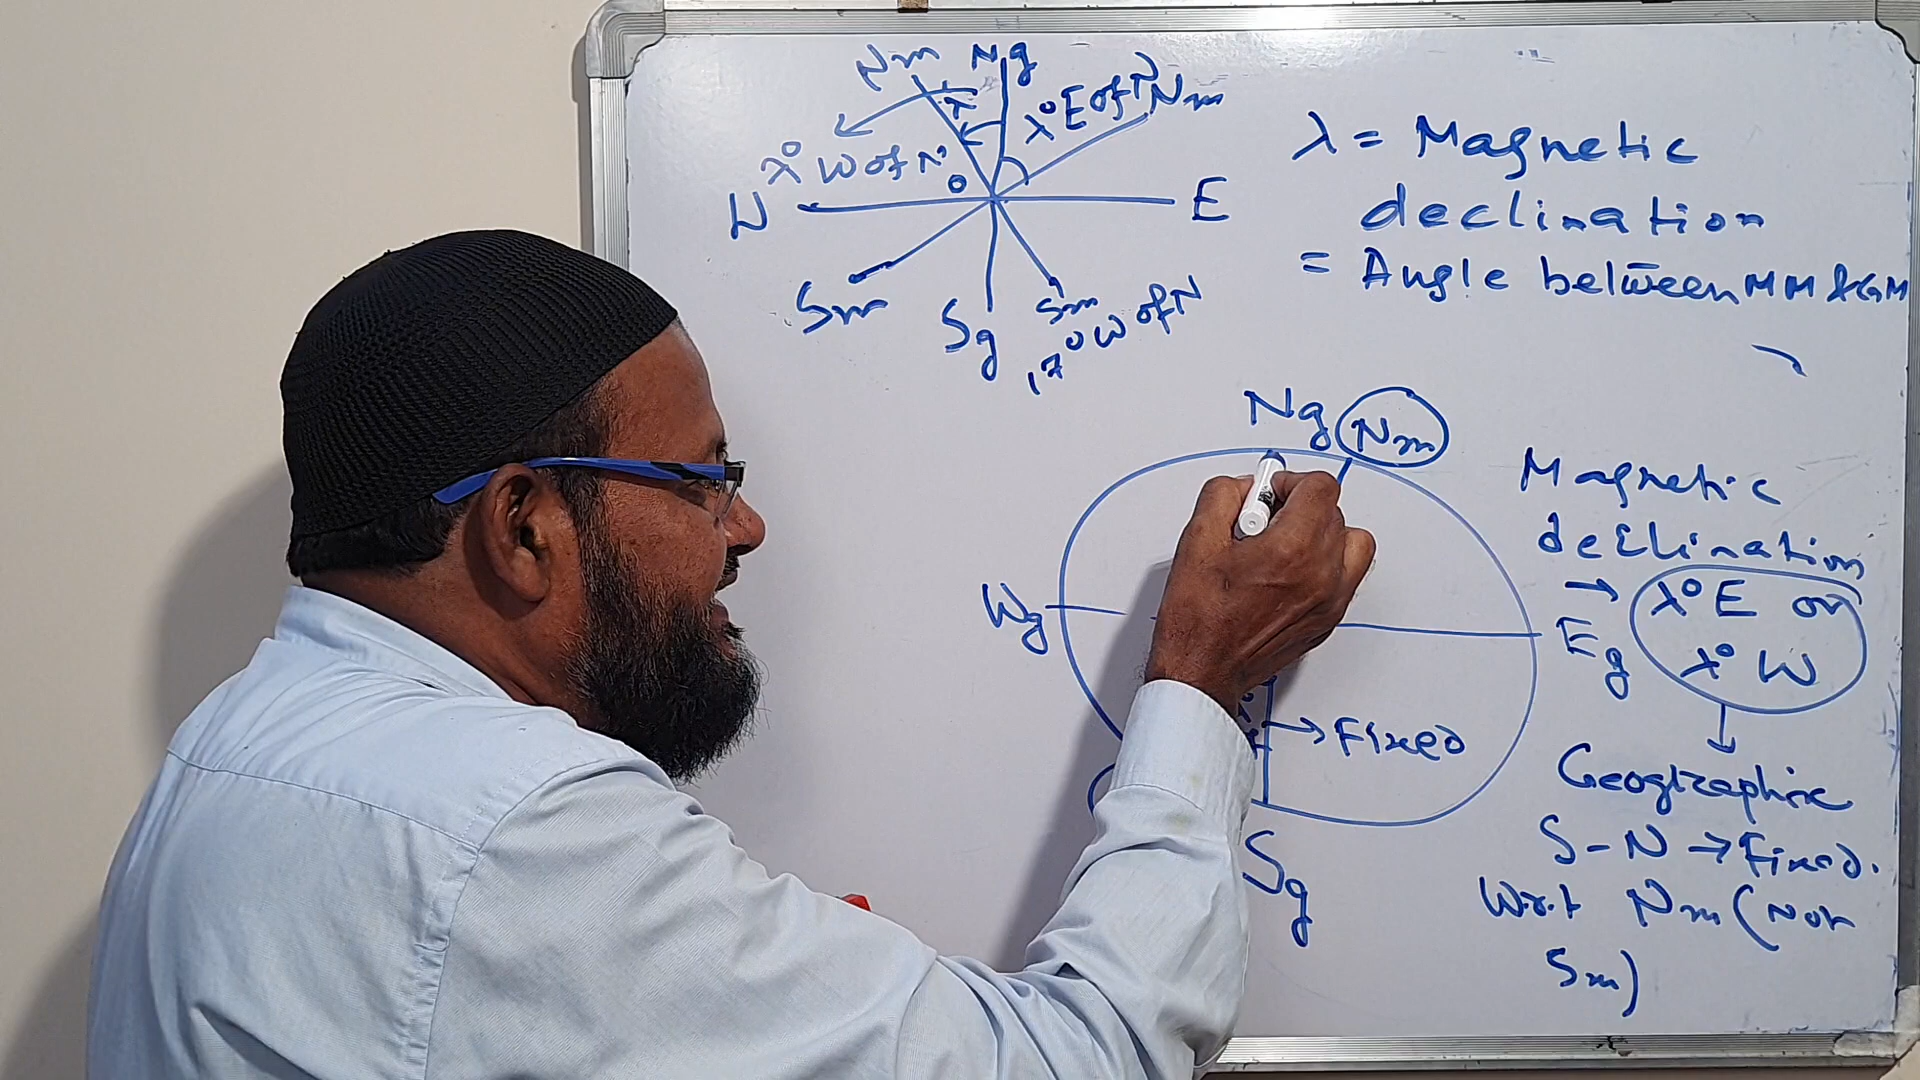 Nm Ng
λ
λ° E of N Nm
λ° W of N
θ
W E
Sm Sg Sm
17° W of N
λ = Magnetic
declination
= Angle between MM & GM
Ng Nm
Wg Eg
→ Fixed
Sg
Magnetic
declination
→ λ° E or
λ° W
Geographic
S-N → Fixed.
W.r.t Nm (Not
Sm)